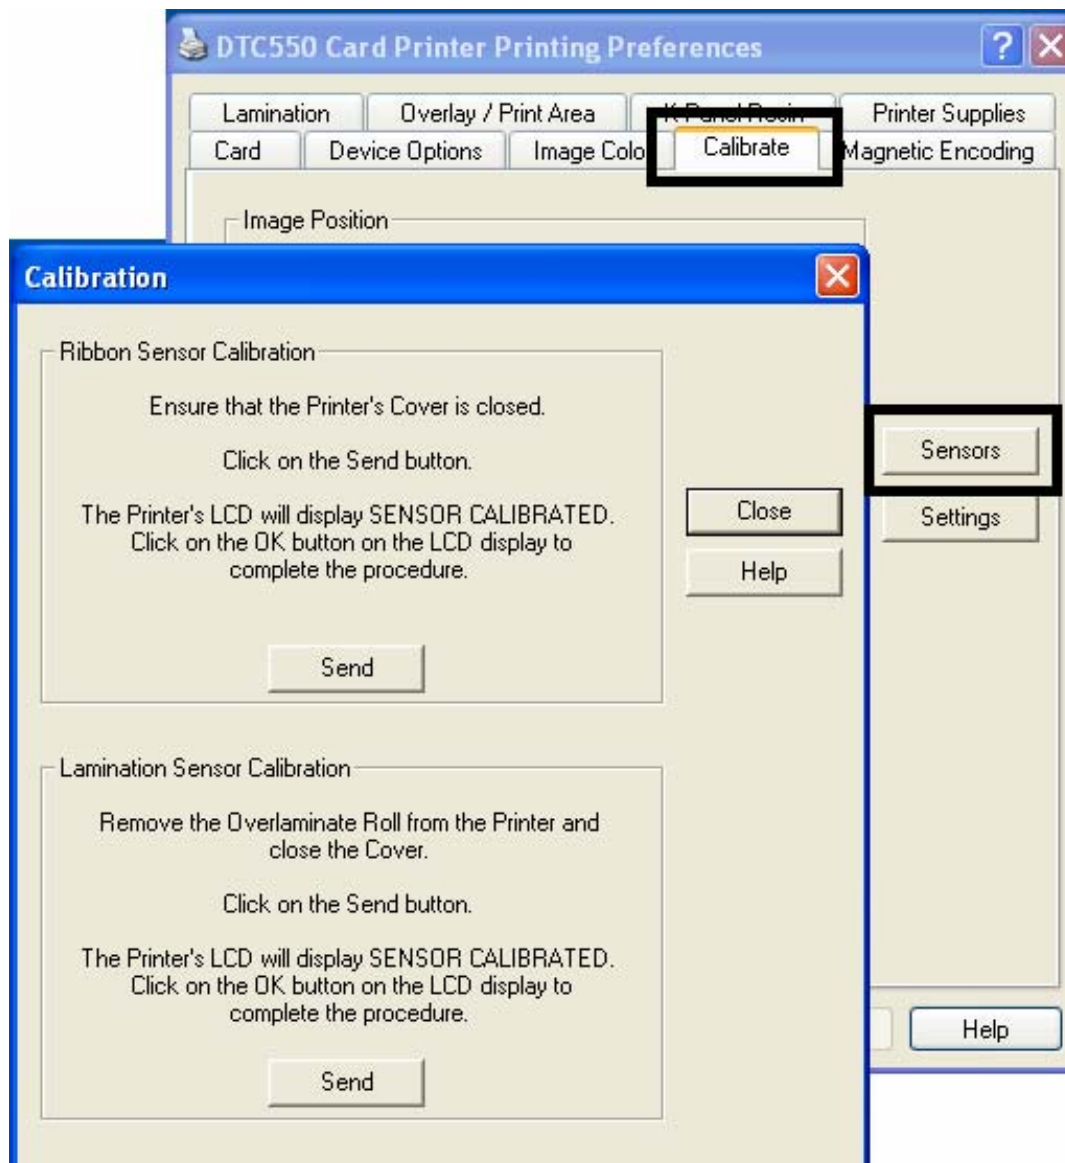 DTC550 Card Printer Printing Preferences
Lamination
Overlay / Print Area
Printer Supplies
Card
Device Options
Image Colo
Calibrate
Magnetic Encoding
Image Position
Calibration
Ribbon Sensor Calibration
Ensure that the Printer's Cover is closed.
Click on the Send button.
The Printer's LCD will display SENSOR CALIBRATED.
Click on the OK button on the LCD display to
complete the procedure.
Send
Sensors
Close
Settings
Help
Lamination Sensor Calibration
Remove the Overlaminate Roll from the Printer and
close the Cover.
Click on the Send button.
The Printer's LCD will display SENSOR CALIBRATED.
Click on the OK button on the LCD display to
complete the procedure.
Send
Help